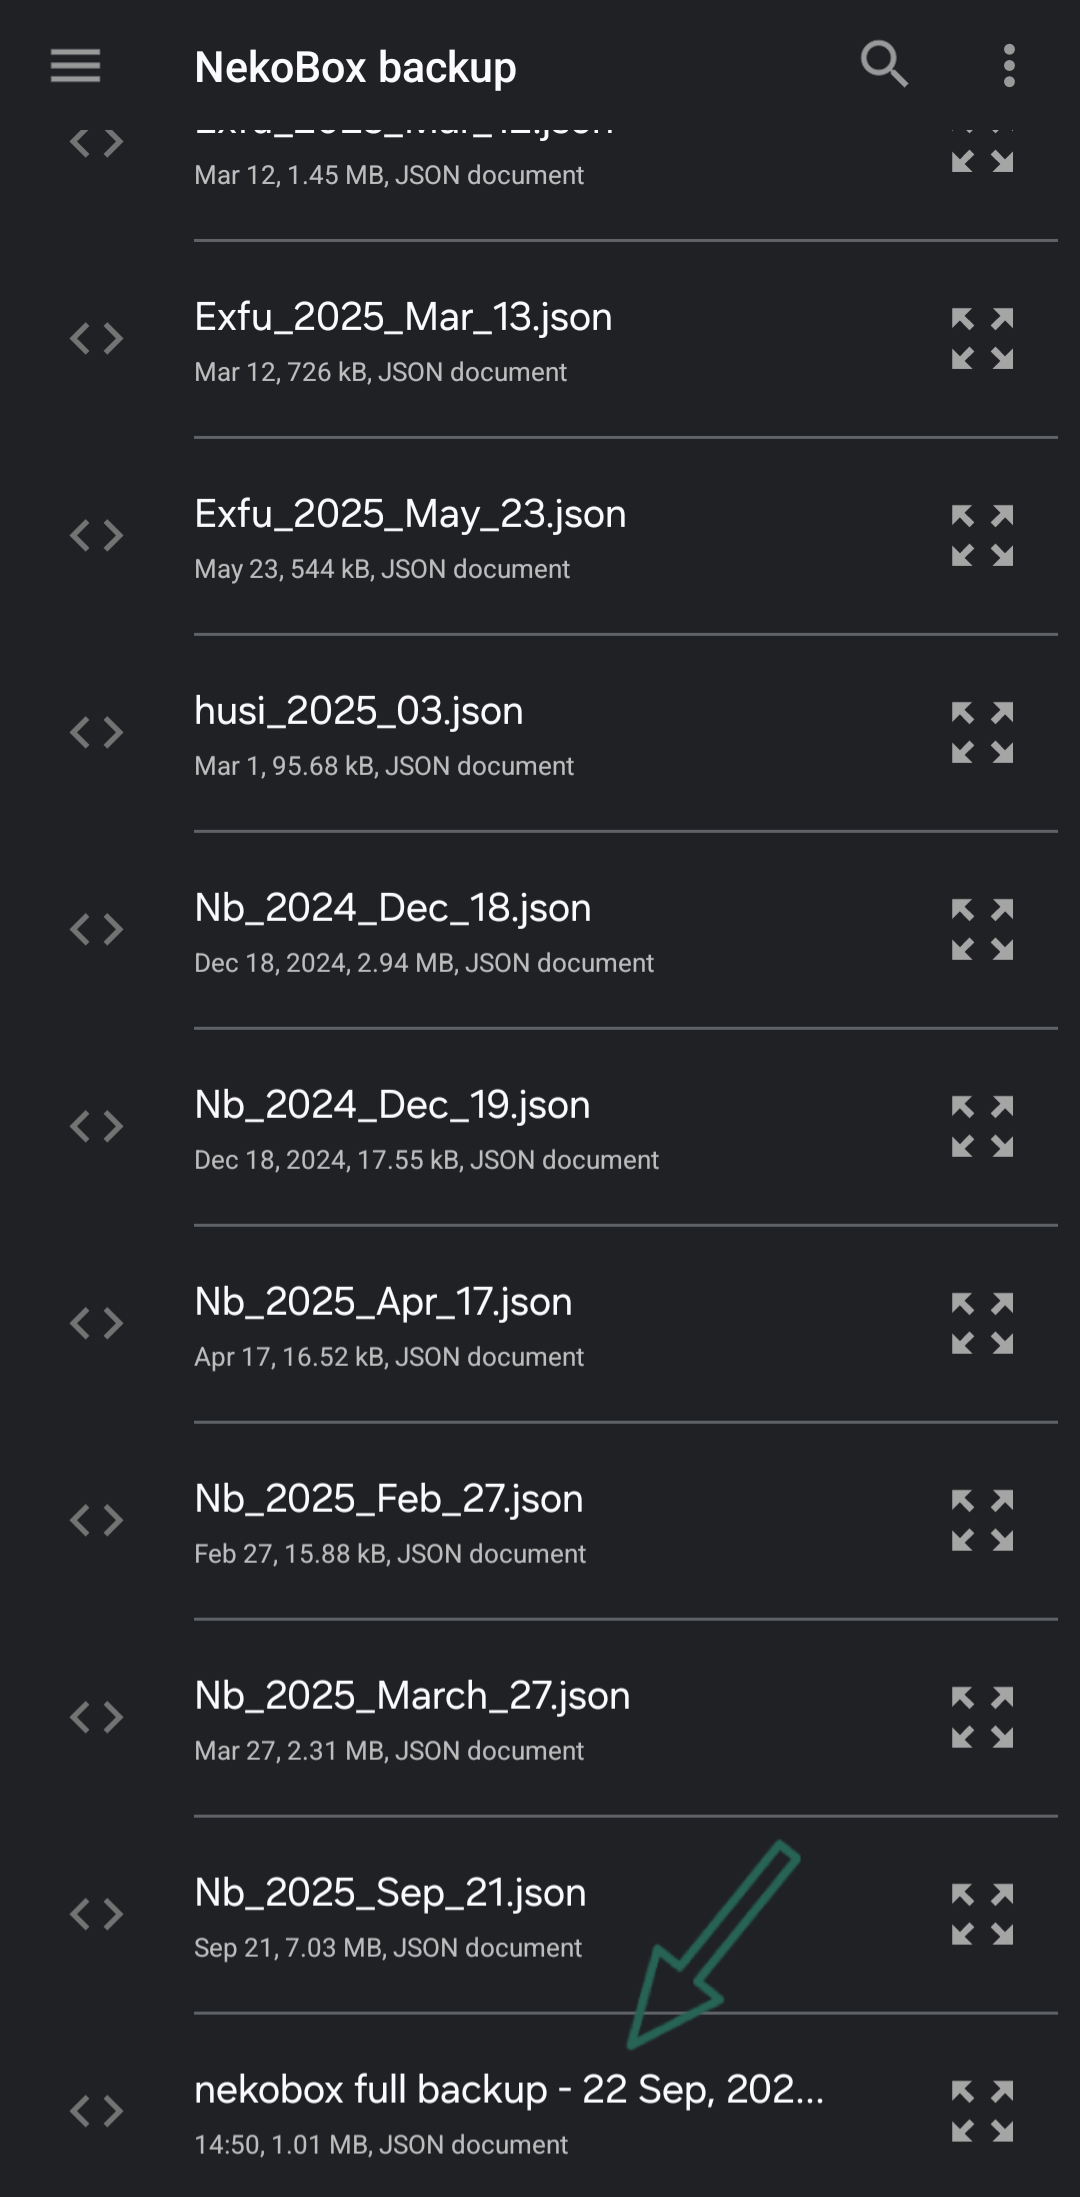 NekoBox backup
Exfu_2025_Mar_12.json
Mar 12, 1.45 MB, JSON document
Exfu_2025_Mar_13.json
Mar 12, 726 kB, JSON document
Exfu_2025_May_23.json
May 23, 544 kB, JSON document
husi_2025_03.json
Mar 1, 95.68 kB, JSON document
Nb_2024_Dec_18.json
Dec 18, 2024, 2.94 MB, JSON document
Nb_2024_Dec_19.json
Dec 18, 2024, 17.55 kB, JSON document
Nb_2025_Apr_17.json
Apr 17, 16.52 kB, JSON document
Nb_2025_Feb_27.json
Feb 27, 15.88 kB, JSON document
Nb_2025_March_27.json
Mar 27, 2.31 MB, JSON document
Nb_2025_Sep_21.json
Sep 21, 7.03 MB, JSON document
nekobox full backup - 22 Sep, 202...
14:50, 1.01 MB, JSON document